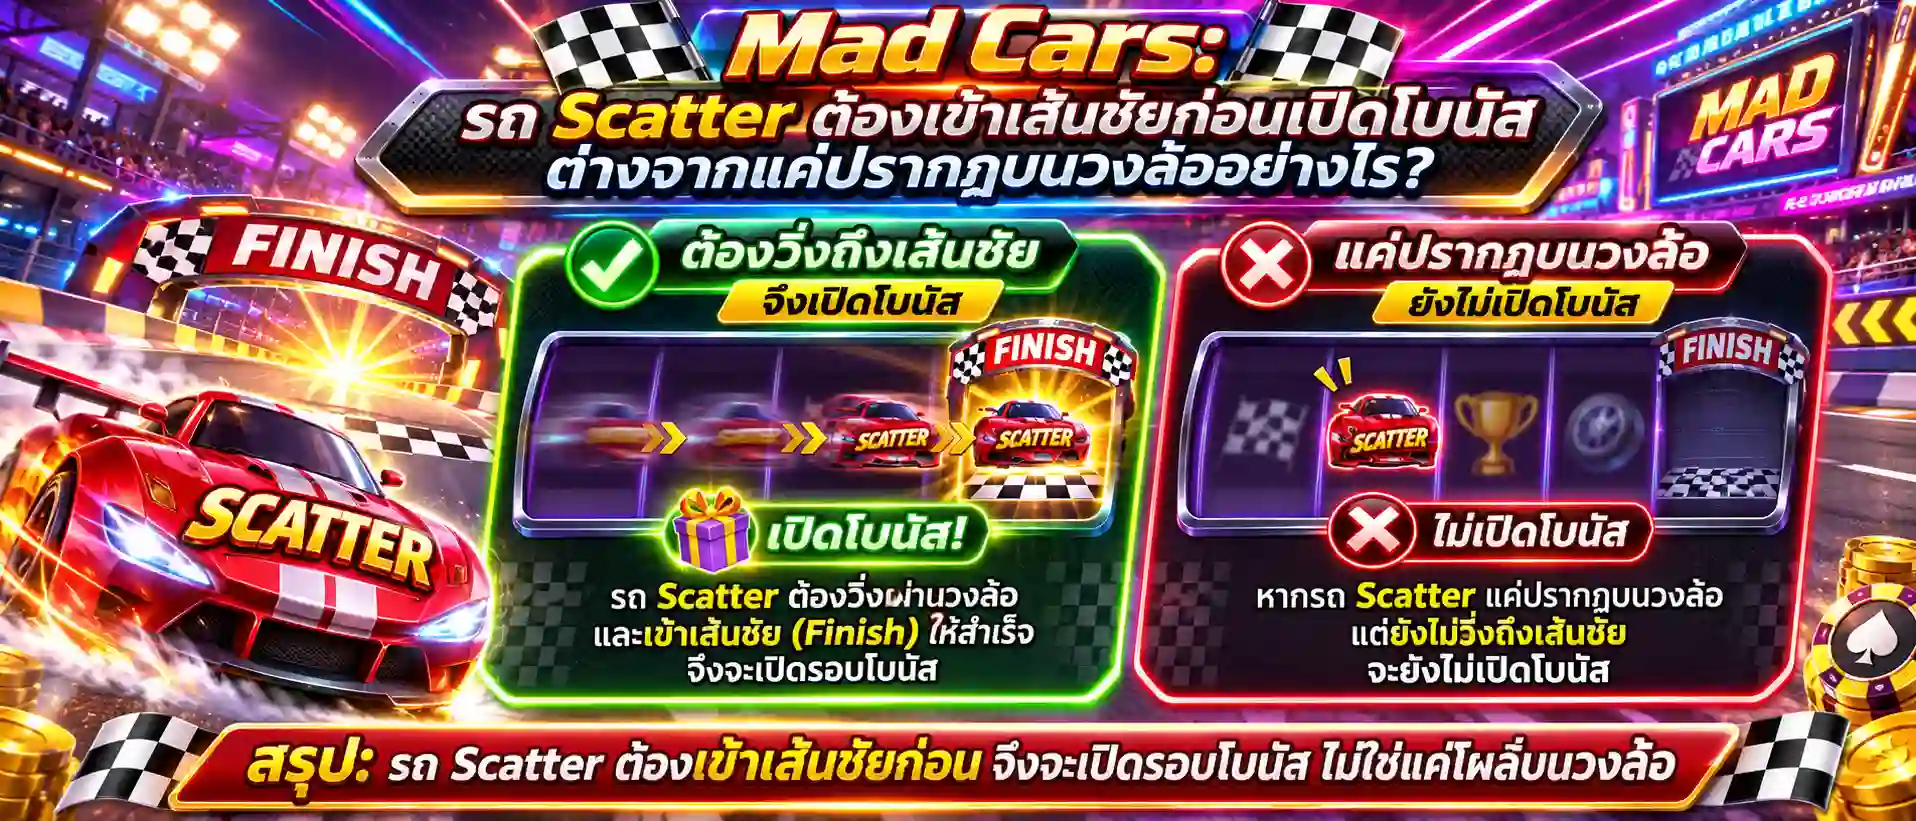 Mad Cars:
รถ Scatter ต้องเข้าเส้นชัยก่อนเปิดโบนัส
ต่างจากแค่ปรากฏบนวงล้ออย่างไร?
MAD
CARS
FINISH
SCATTER
ต้องวิ่งถึงเส้นชัย
จึงเปิดโบนัส
FINISH
SCATTER
SCATTER
เปิดโบนัส!
รถ Scatter ต้องวิ่งผ่านวงล้อ
และเข้าเส้นชัย (Finish) ให้สำเร็จ
จึงจะเปิดรอบโบนัส
แค่ปรากฏบนวงล้อ
ยังไม่เปิดโบนัส
FINISH
SCATTER
ไม่เปิดโบนัส
หากรถ Scatter แค่ปรากฏบนวงล้อ
แต่ยังไม่วิ่งถึงเส้นชัย
จะยังไม่เปิดโบนัส
สรุป: รถ Scatter ต้องเข้าเส้นชัยก่อน จึงจะเปิดรอบโบนัส ไม่ใช่แค่โผล่บนวงล้อ